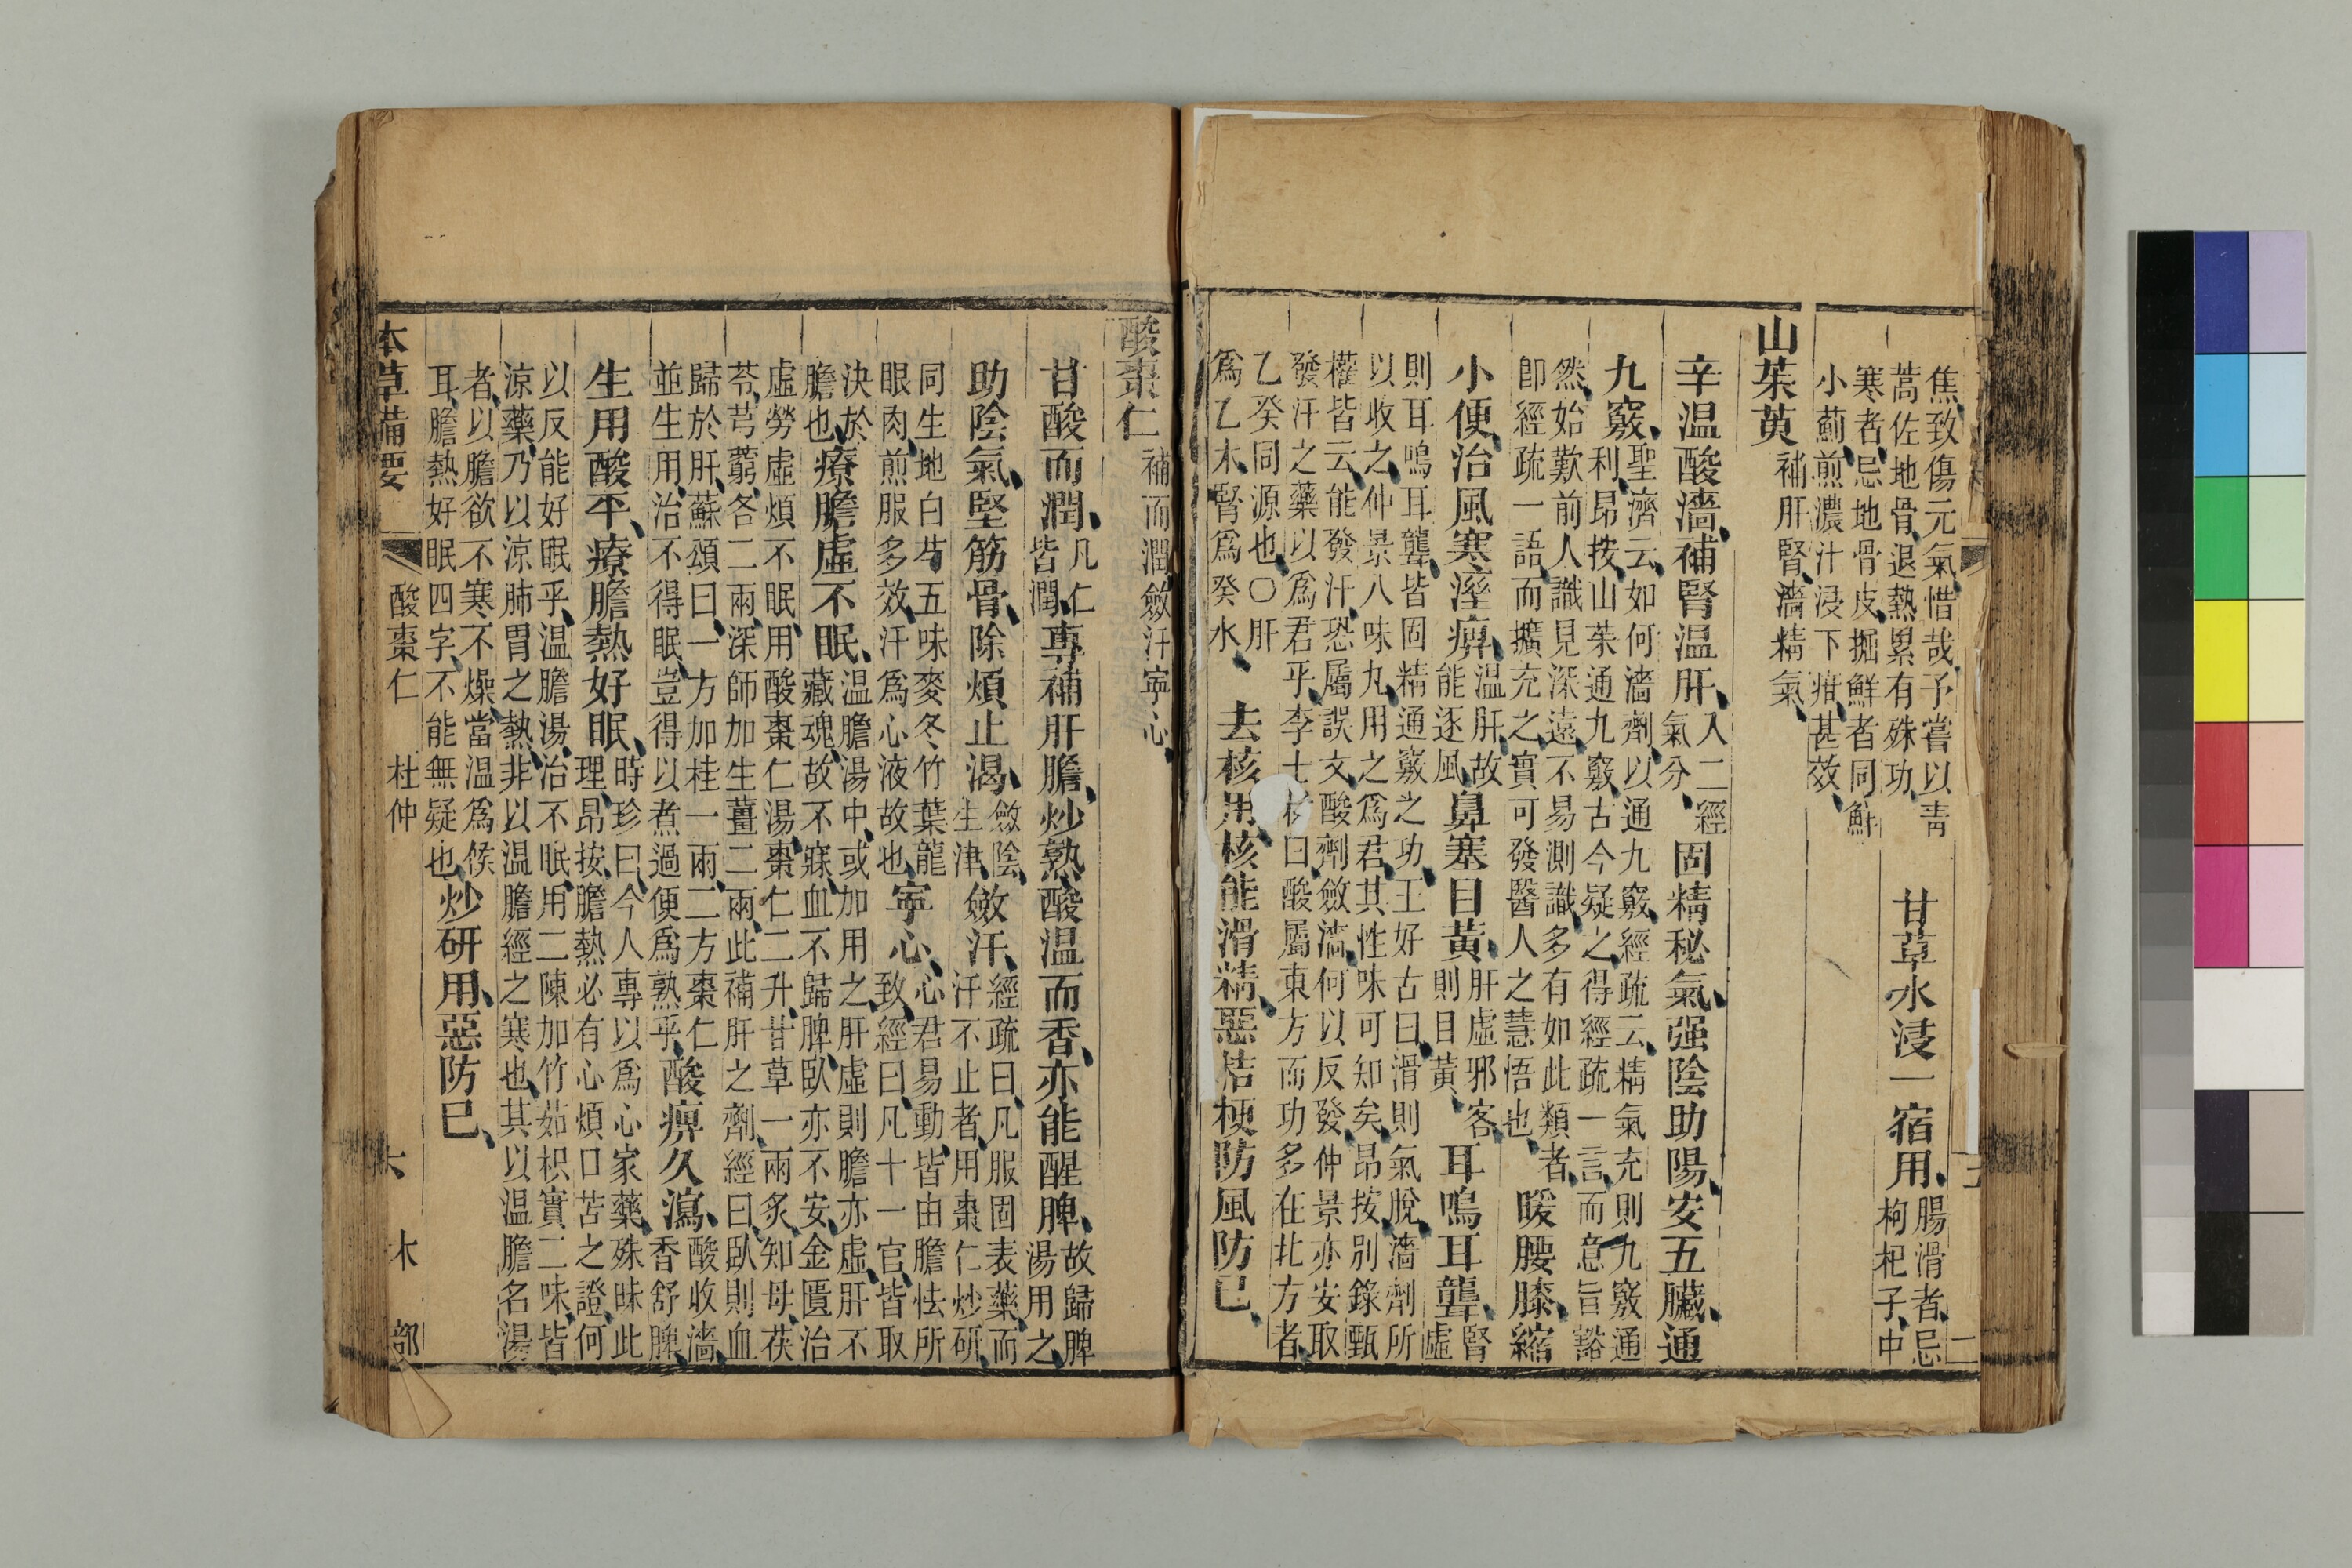 焦致傷元氣惜哉予嘗以青
蒿佐地骨退熱累有殊功
甘草水浸一宿用、
腸滑者忌
枸杞子中
寒者忌地骨皮掘鮮者同鮮
小薊煎濃汁浸下疳甚效、
山茱萸
補肝腎濇精氣、
辛温酸濇、補腎温肝、
入二經
氣分
固精秘氣、强陰助陽、安五臟、通
九竅、
聖濟云如何濇劑以通九竅經疏云精氣充則九竅通
利昂按山茱通九竅古今疑之得經疏一言而意旨豁
然始歎前人識見深遠不易測識多有如此類者
卽經疏一語而擴充之實可發醫人之慧悟也
暖腰膝、縮
小便、治風寒溼痹、
温肝故
能逐風
鼻塞目黃、
肝虛邪客
則目黃
耳鳴耳聾、
腎
虛
則耳鳴耳聾皆固精通竅之功王好古曰滑則氣脫濇劑所
以收之仲景八味丸用之爲君其性味可知矣昂按別錄甄
權皆云能發汗恐屬誤文酸劑斂濇何以反發仲景亦安取
發汗之藥以爲君乎李士材曰酸屬東方而功多在北方者
乙癸同源也〇肝
爲乙木腎爲癸水、
去核用核能滑精、惡桔梗防風防己、
酸棗仁
補而潤斂汗寧心
甘酸而潤、
凡仁
皆潤
專補肝膽、炒熟酸温而香、亦能醒脾、
故歸脾
湯用之
助陰氣、堅筋骨、除煩止渴、
斂陰
生津
斂汗、
經疏曰凡服固表藥而
汗不止者用棗仁炒研
同生地白芍五味麥冬竹葉龍
眼肉煎服多效汗爲心液故也
寧心、
心君易動皆由膽怯所
致經曰凡十一官皆取
決於
膽也
療膽虛不眠、
温膽湯中或加用之肝虛則膽亦虛肝不
藏魂故不寐血不歸脾臥亦不安金匱治
虛勞虛煩不眠用酸棗仁湯棗仁二升甘草一兩炙知母茯
苓芎藭各二兩深師加生薑二兩此補肝之劑經曰臥則血
歸於肝蘇頌曰一方加桂一兩二方棗仁
並生用治不得眠豈得以煮過便爲熟乎
酸痹久瀉、
酸收濇
香舒脾
生用酸平、療膽熱好眠、
時珍曰今人專以爲心家藥殊昧此
理昂按膽熱必有心煩口苦之證何
以反能好眠乎温膽湯治不眠用二陳加竹茹枳實二味皆
涼藥乃以涼肺胃之熱非以温膽經之寒也其以温膽名湯
者以膽欲不寒不燥當温爲候
耳膽熱好眠四字不能無疑也
炒研用、惡防己、
本草備要
酸棗仁
杜仲
木部